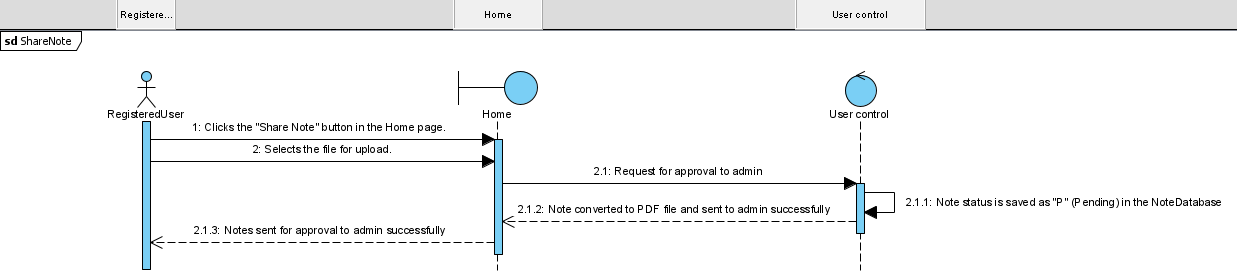 Registere...
Home
User control
sd ShareNote
RegisteredUser
Home
User control
1: Clicks the "Share Note" button in the Home page.
2: Selects the file for upload.
2.1: Request for approval to admin
2.1.1: Note status is saved as "P" (Pending) in the NoteDatabase
2.1.2: Note converted to PDF file and sent to admin successfully
2.1.3: Notes sent for approval to admin successfully